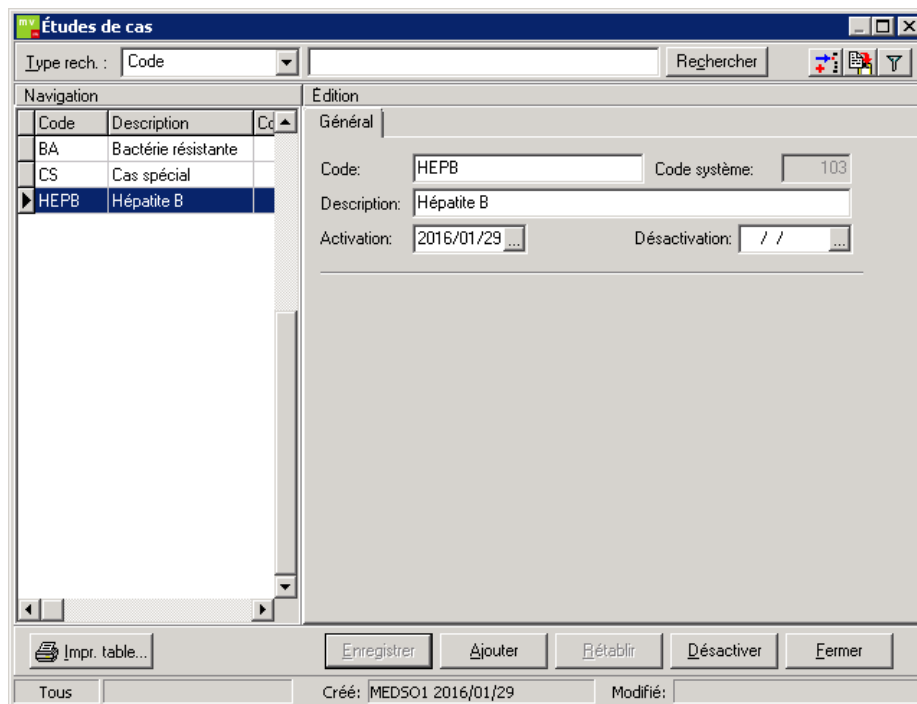 mv Études de cas
Type rech. : Code Rechercher
Navigation Édition
Code Description Cc
BA Bactérie résistante
CS Cas spécial
HEPB Hépatite B
Général
Code: HEPB Code système: 103
Description: Hépatite B
Activation: 2016/01/29 ... Désactivation: / / ...
Impr. table... Enregistrer Ajouter Rétablir Désactiver Fermer
Tous Créé: MEDSO1 2016/01/29 Modifié: